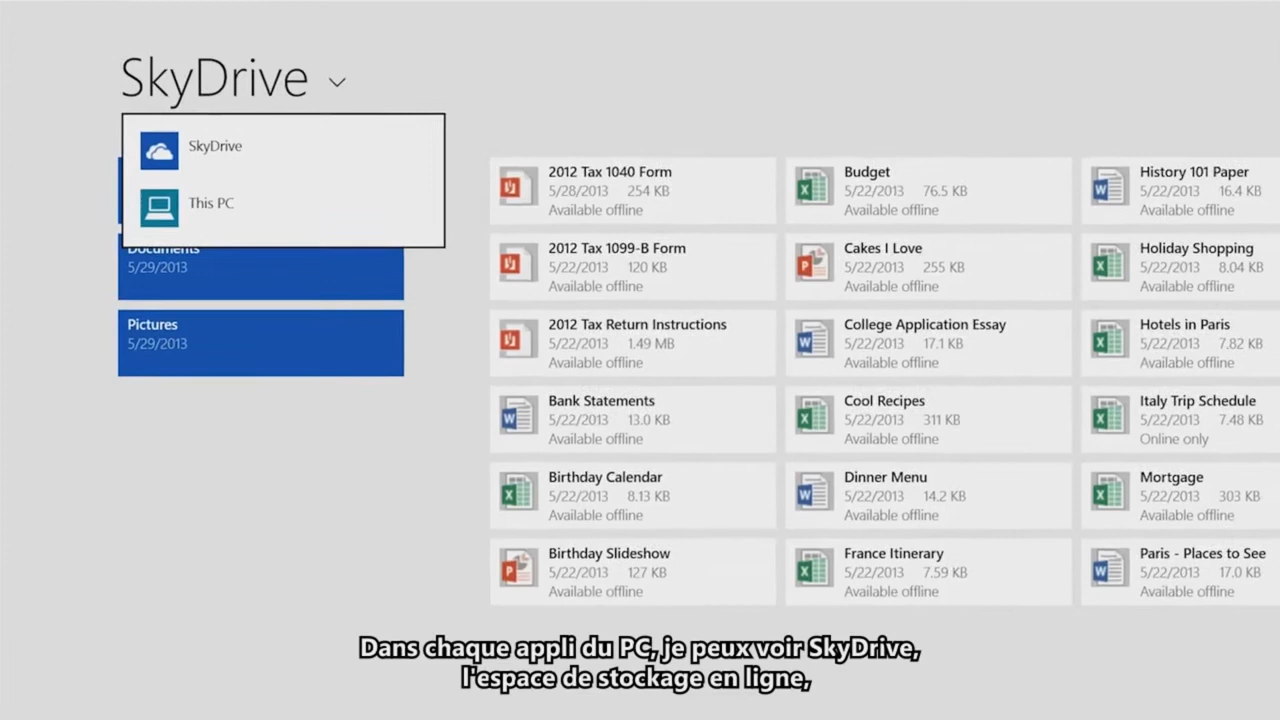 SkyDrive
SkyDrive
This PC
Documents
5/29/2013
Pictures
5/29/2013
2012 Tax 1040 Form
5/28/2013 254 KB
Available offline
2012 Tax 1099-B Form
5/22/2013 120 KB
Available offline
2012 Tax Return Instructions
5/22/2013 1.49 MB
Available offline
Bank Statements
5/22/2013 13.0 KB
Available offline
Birthday Calendar
5/22/2013 8.13 KB
Available offline
Birthday Slideshow
5/22/2013 127 KB
Available offline
Budget
5/22/2013 76.5 KB
Available offline
Cakes I Love
5/22/2013 255 KB
Available offline
College Application Essay
5/22/2013 17.1 KB
Available offline
Cool Recipes
5/22/2013 311 KB
Available offline
Dinner Menu
5/22/2013 14.2 KB
Available offline
France Itinerary
5/22/2013 7.59 KB
Available offline
History 101 Paper
5/22/2013 16.4 KB
Available offline
Holiday Shopping
5/22/2013 8.04 KB
Available offline
Hotels in Paris
5/22/2013 7.82 KB
Available offline
Italy Trip Schedule
5/22/2013 7.48 KB
Online only
Mortgage
5/22/2013 303 KB
Available offline
Paris - Places to See
5/22/2013 17.0 KB
Available offline
Dans chaque appli du PC, je peux voir SkyDrive,
l'espace de stockage en ligne,